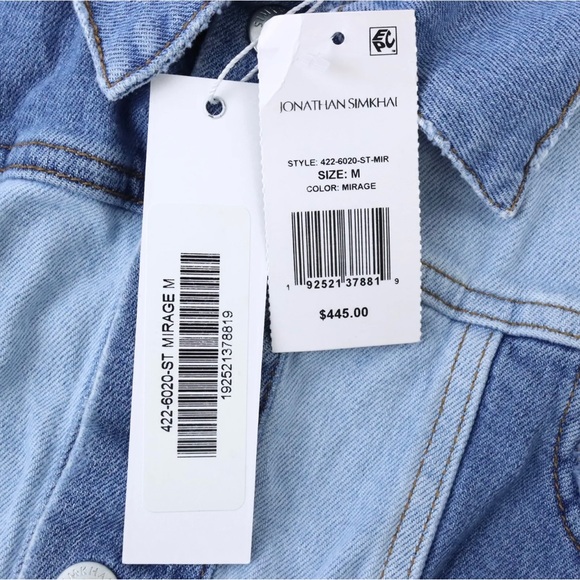 EPC
JONATHAN SIMKHAI
STYLE: 422-6020-ST-MIR
SIZE: M
COLOR: MIRAGE
1 92521 37881 9
$445.00
422-6020-ST MIRAGE M
192521378819